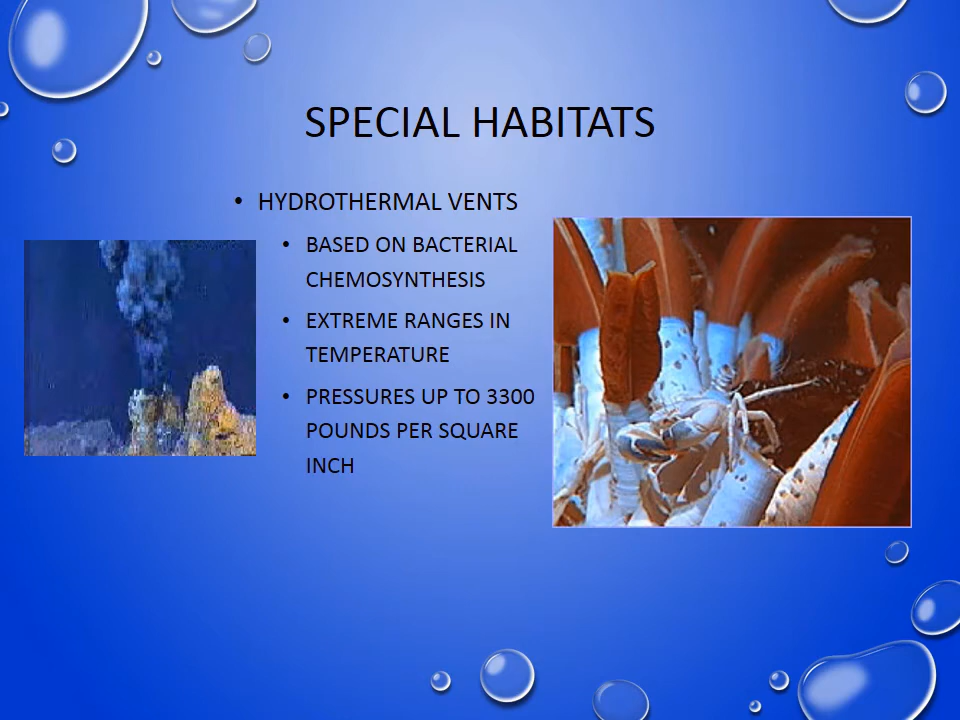 SPECIAL HABITATS
• HYDROTHERMAL VENTS
• BASED ON BACTERIAL
CHEMOSYNTHESIS
• EXTREME RANGES IN
TEMPERATURE
• PRESSURES UP TO 3300
POUNDS PER SQUARE
INCH